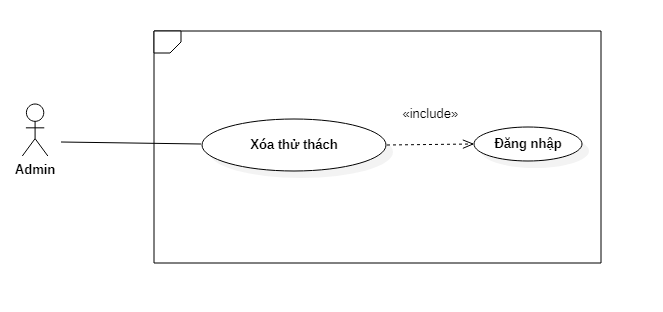 «include»
Xóa thử thách
Đăng nhập
Admin